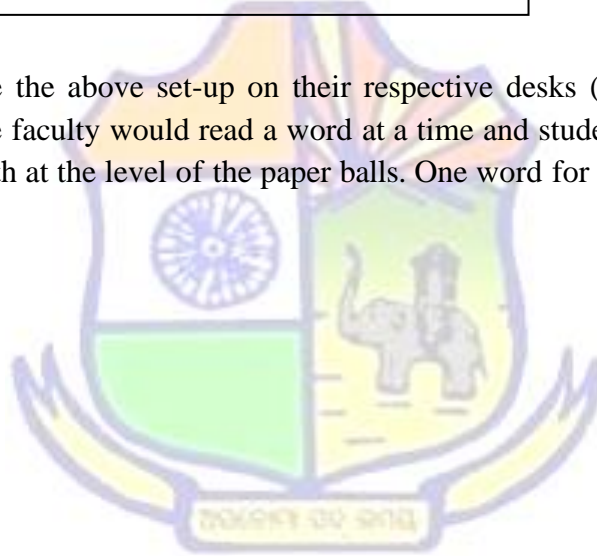 e the above set-up on their respective desks (
e faculty would read a word at a time and stude
th at the level of the paper balls. One word for